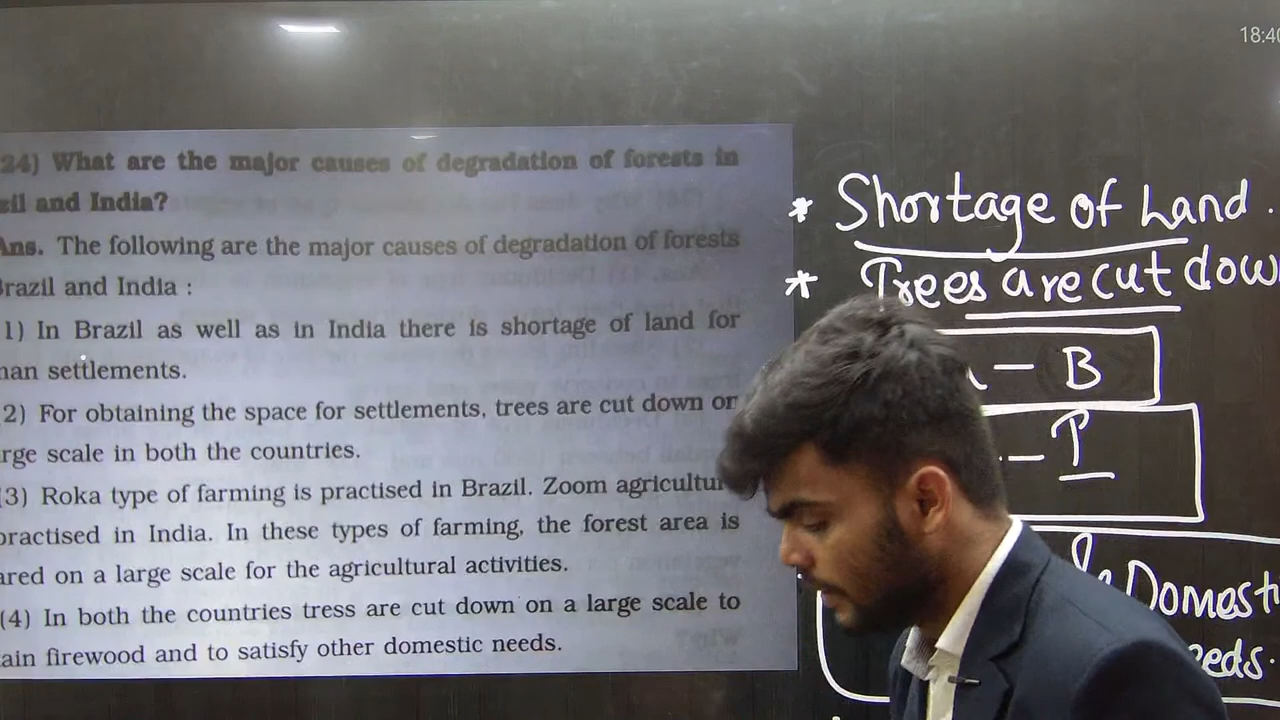 24) What are the major causes of degradation of forests in
zil and India?
Ans. The following are the major causes of degradation of forests
Brazil and India :
1) In Brazil as well as in India there is shortage of land for
nan settlements.
2) For obtaining the space for settlements, trees are cut down on
rge scale in both the countries.
(3) Roka type of farming is practised in Brazil. Zoom agricultur
practised in India. In these types of farming, the forest area is
ared on a large scale for the agricultural activities.
(4) In both the countries tress are cut down on a large scale to
ain firewood and to satisfy other domestic needs.
18:40
* Shortage of Land.
* Trees are cut down
- B
- I
Domesti
eeds.